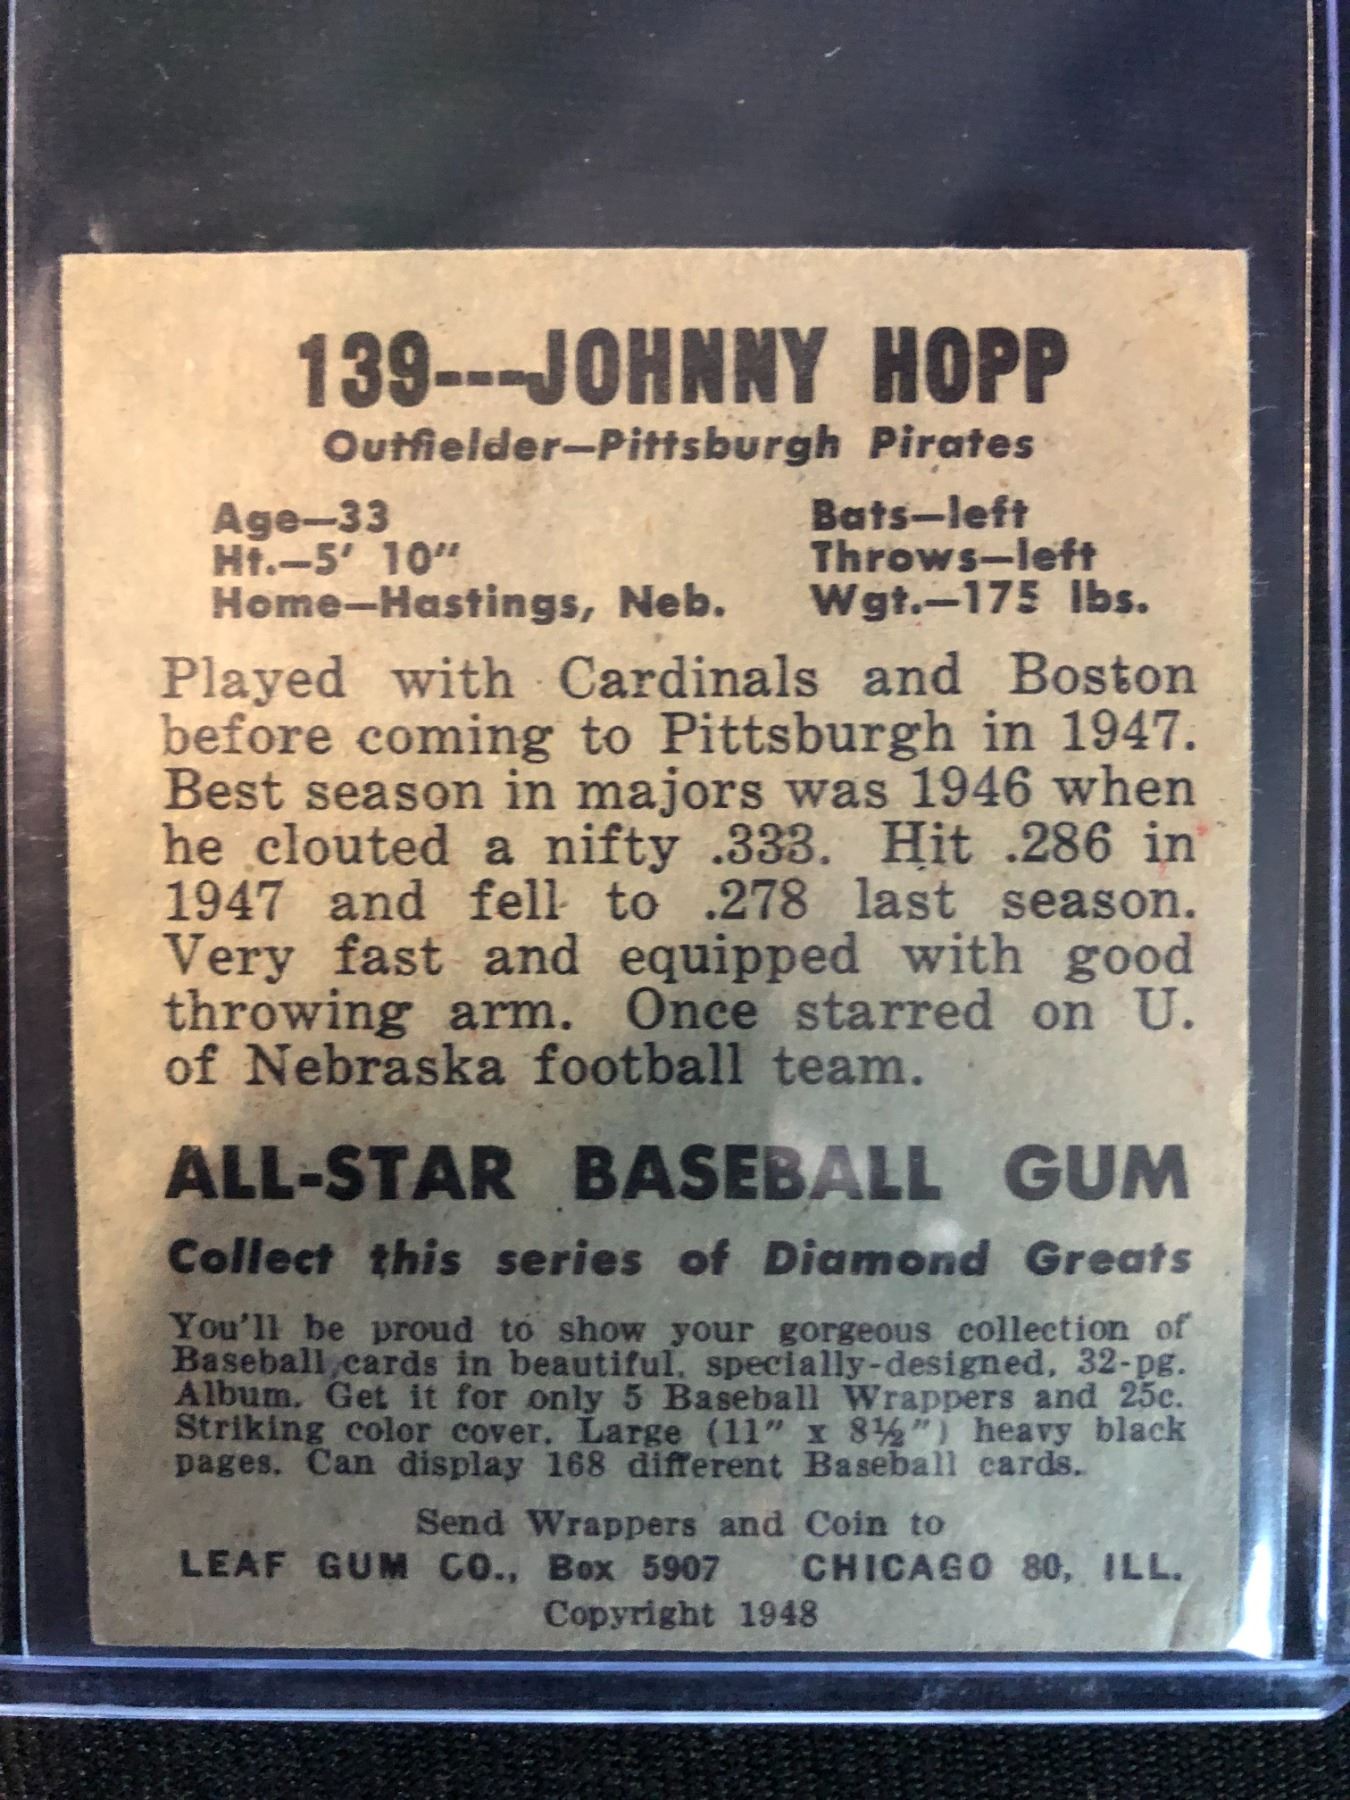 139---JOHNNY HOPP
Outfielder—Pittsburgh Pirates
Age—33 Bats—left
Ht.—5' 10" Throws—left
Home—Hastings, Neb. Wgt.—175 lbs.
Played with Cardinals and Boston
before coming to Pittsburgh in 1947.
Best season in majors was 1946 when
he clouted a nifty .333. Hit .286 in
1947 and fell to .278 last season.
Very fast and equipped with good
throwing arm. Once starred on U.
of Nebraska football team.
ALL-STAR BASEBALL GUM
Collect this series of Diamond Greats
You'll be proud to show your gorgeous collection of
Baseball cards in beautiful, specially-designed, 32-pg.
Album. Get it for only 5 Baseball Wrappers and 25c.
Striking color cover. Large (11" x 8½") heavy black
pages. Can display 168 different Baseball cards.
Send Wrappers and Coin to
LEAF GUM CO., Box 5907 CHICAGO 80, ILL.
Copyright 1948